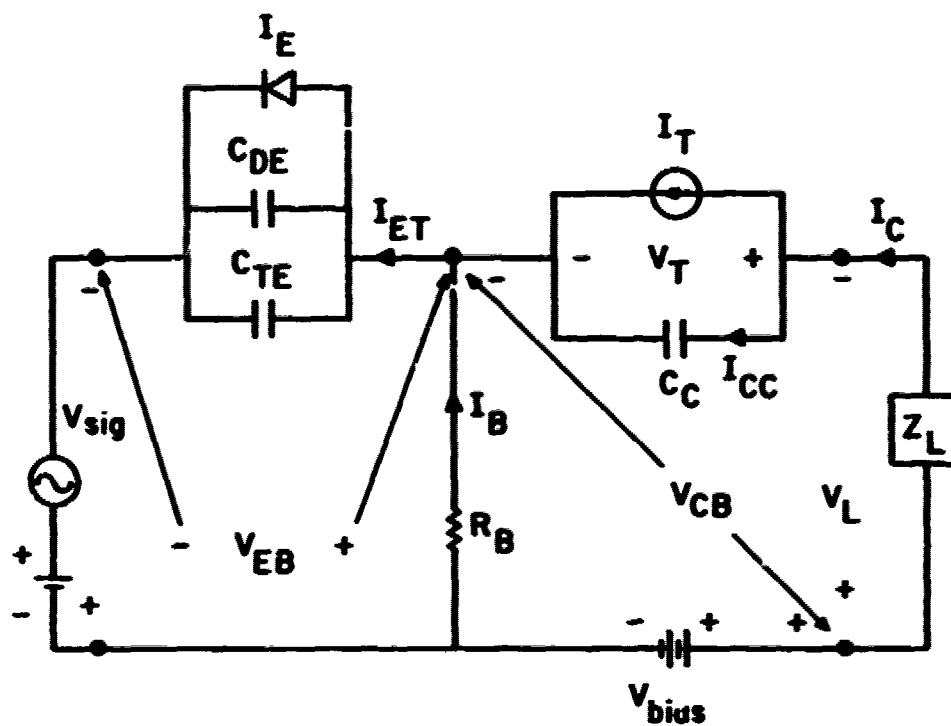 I_E
C_DE
I_T
I_ET
I_C
C_TE
- V_T +
-
-
-
C_C
I_CC
V_sig
I_B
Z_L
V_CB
V_L
R_B
- V_EB +
+
-
+
- +
+
+
V_bias